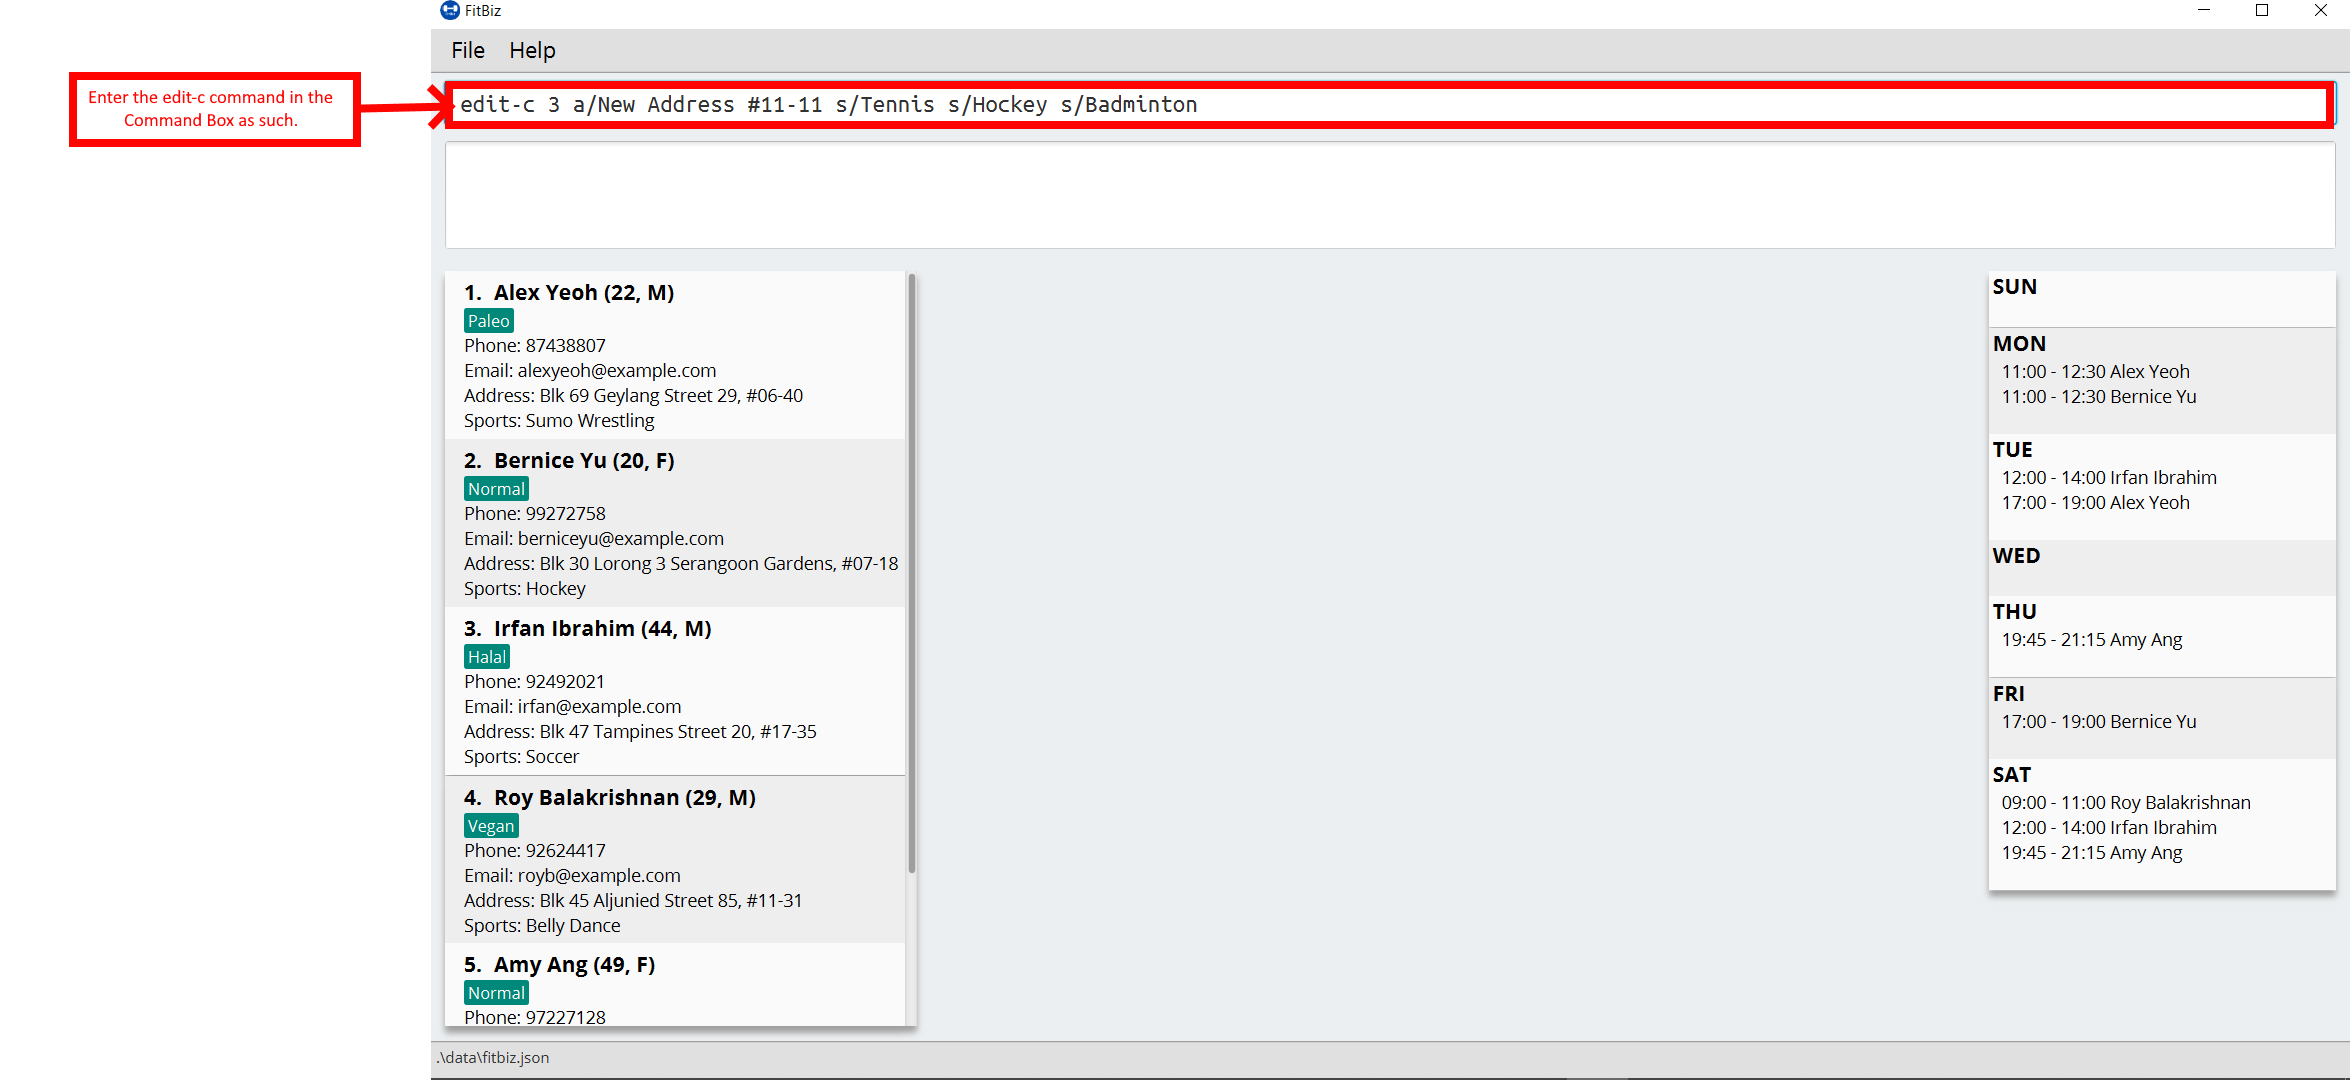 FitBiz
File Help
Enter the edit-c command in the
Command Box as such.
edit-c 3 a/New Address #11-11 s/Tennis s/Hockey s/Badminton
1. Alex Yeoh (22, M)
Paleo
Phone: 87438807
Email: alexyeoh@example.com
Address: Blk 69 Geylang Street 29, #06-40
Sports: Sumo Wrestling
2. Bernice Yu (20, F)
Normal
Phone: 99272758
Email: berniceyu@example.com
Address: Blk 30 Lorong 3 Serangoon Gardens, #07-18
Sports: Hockey
3. Irfan Ibrahim (44, M)
Halal
Phone: 92492021
Email: irfan@example.com
Address: Blk 47 Tampines Street 20, #17-35
Sports: Soccer
4. Roy Balakrishnan (29, M)
Vegan
Phone: 92624417
Email: royb@example.com
Address: Blk 45 Aljunied Street 85, #11-31
Sports: Belly Dance
5. Amy Ang (49, F)
Normal
Phone: 97227128
SUN
MON
11:00 - 12:30 Alex Yeoh
11:00 - 12:30 Bernice Yu
TUE
12:00 - 14:00 Irfan Ibrahim
17:00 - 19:00 Alex Yeoh
WED
THU
19:45 - 21:15 Amy Ang
FRI
17:00 - 19:00 Bernice Yu
SAT
09:00 - 11:00 Roy Balakrishnan
12:00 - 14:00 Irfan Ibrahim
19:45 - 21:15 Amy Ang
.\data\fitbiz.json